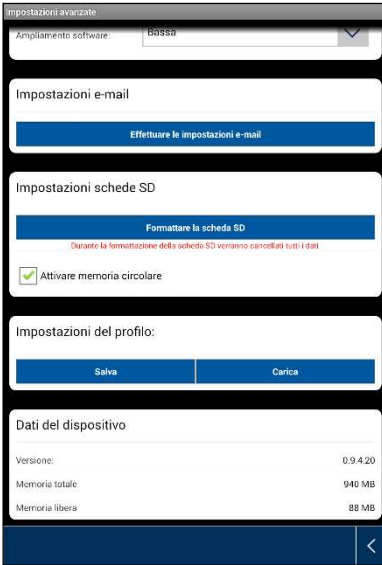 Impostazioni avanzate
Ampliamento software: Bassa
Impostazioni e-mail
Effettuare le impostazioni e-mail
Impostazioni schede SD
Formattare la scheda SD
Durante la formattazione della scheda SD verranno cancellati tutti i dati
Attivare memoria circolare
Impostazioni del profilo:
Salva Carica
Dati del dispositivo
Versione: 0.9.4.20
Memoria totale 940 MB
Memoria libera 88 MB